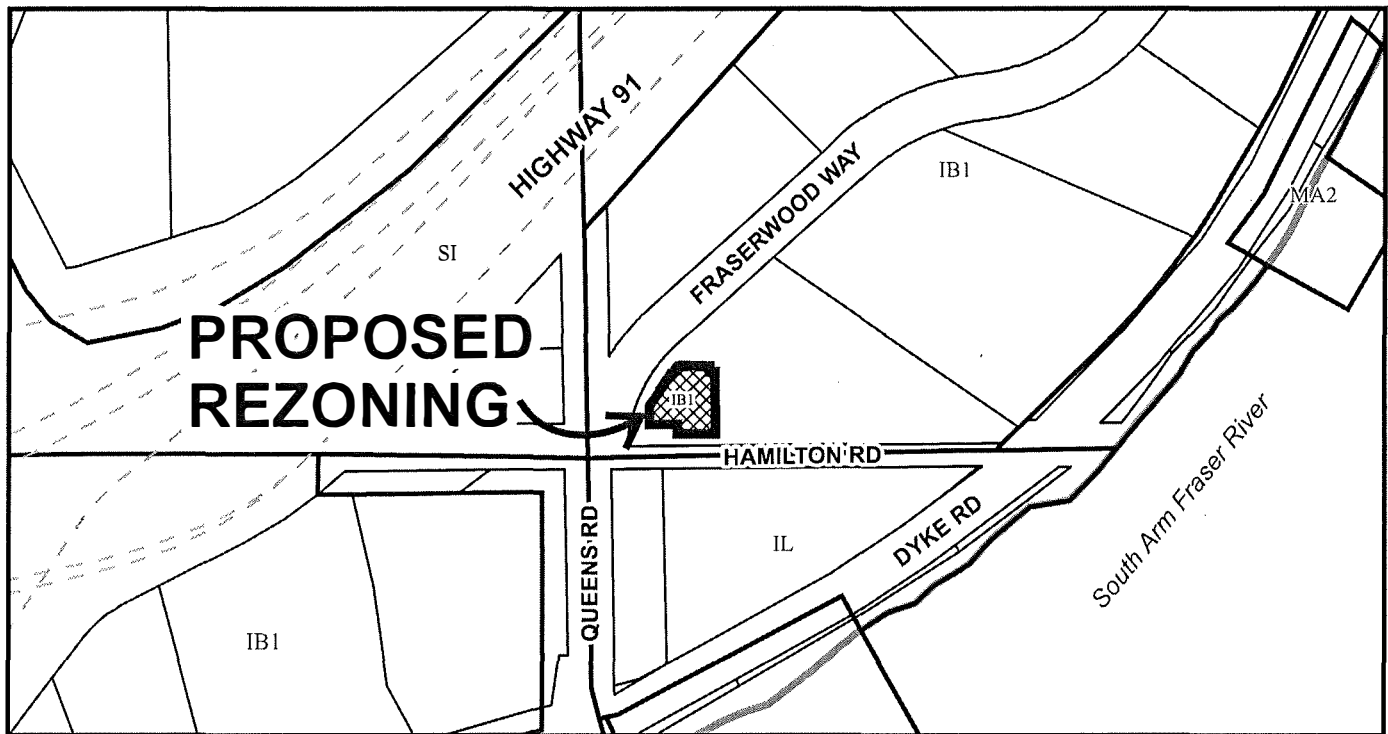 HIGHWAY 91
FRASERWOOD WAY
IB1
MA2
SI
PROPOSED
REZONING
IB1
HAMILTON RD
QUEENS RD
IL
DYKE RD
South Arm Fraser River
IB1